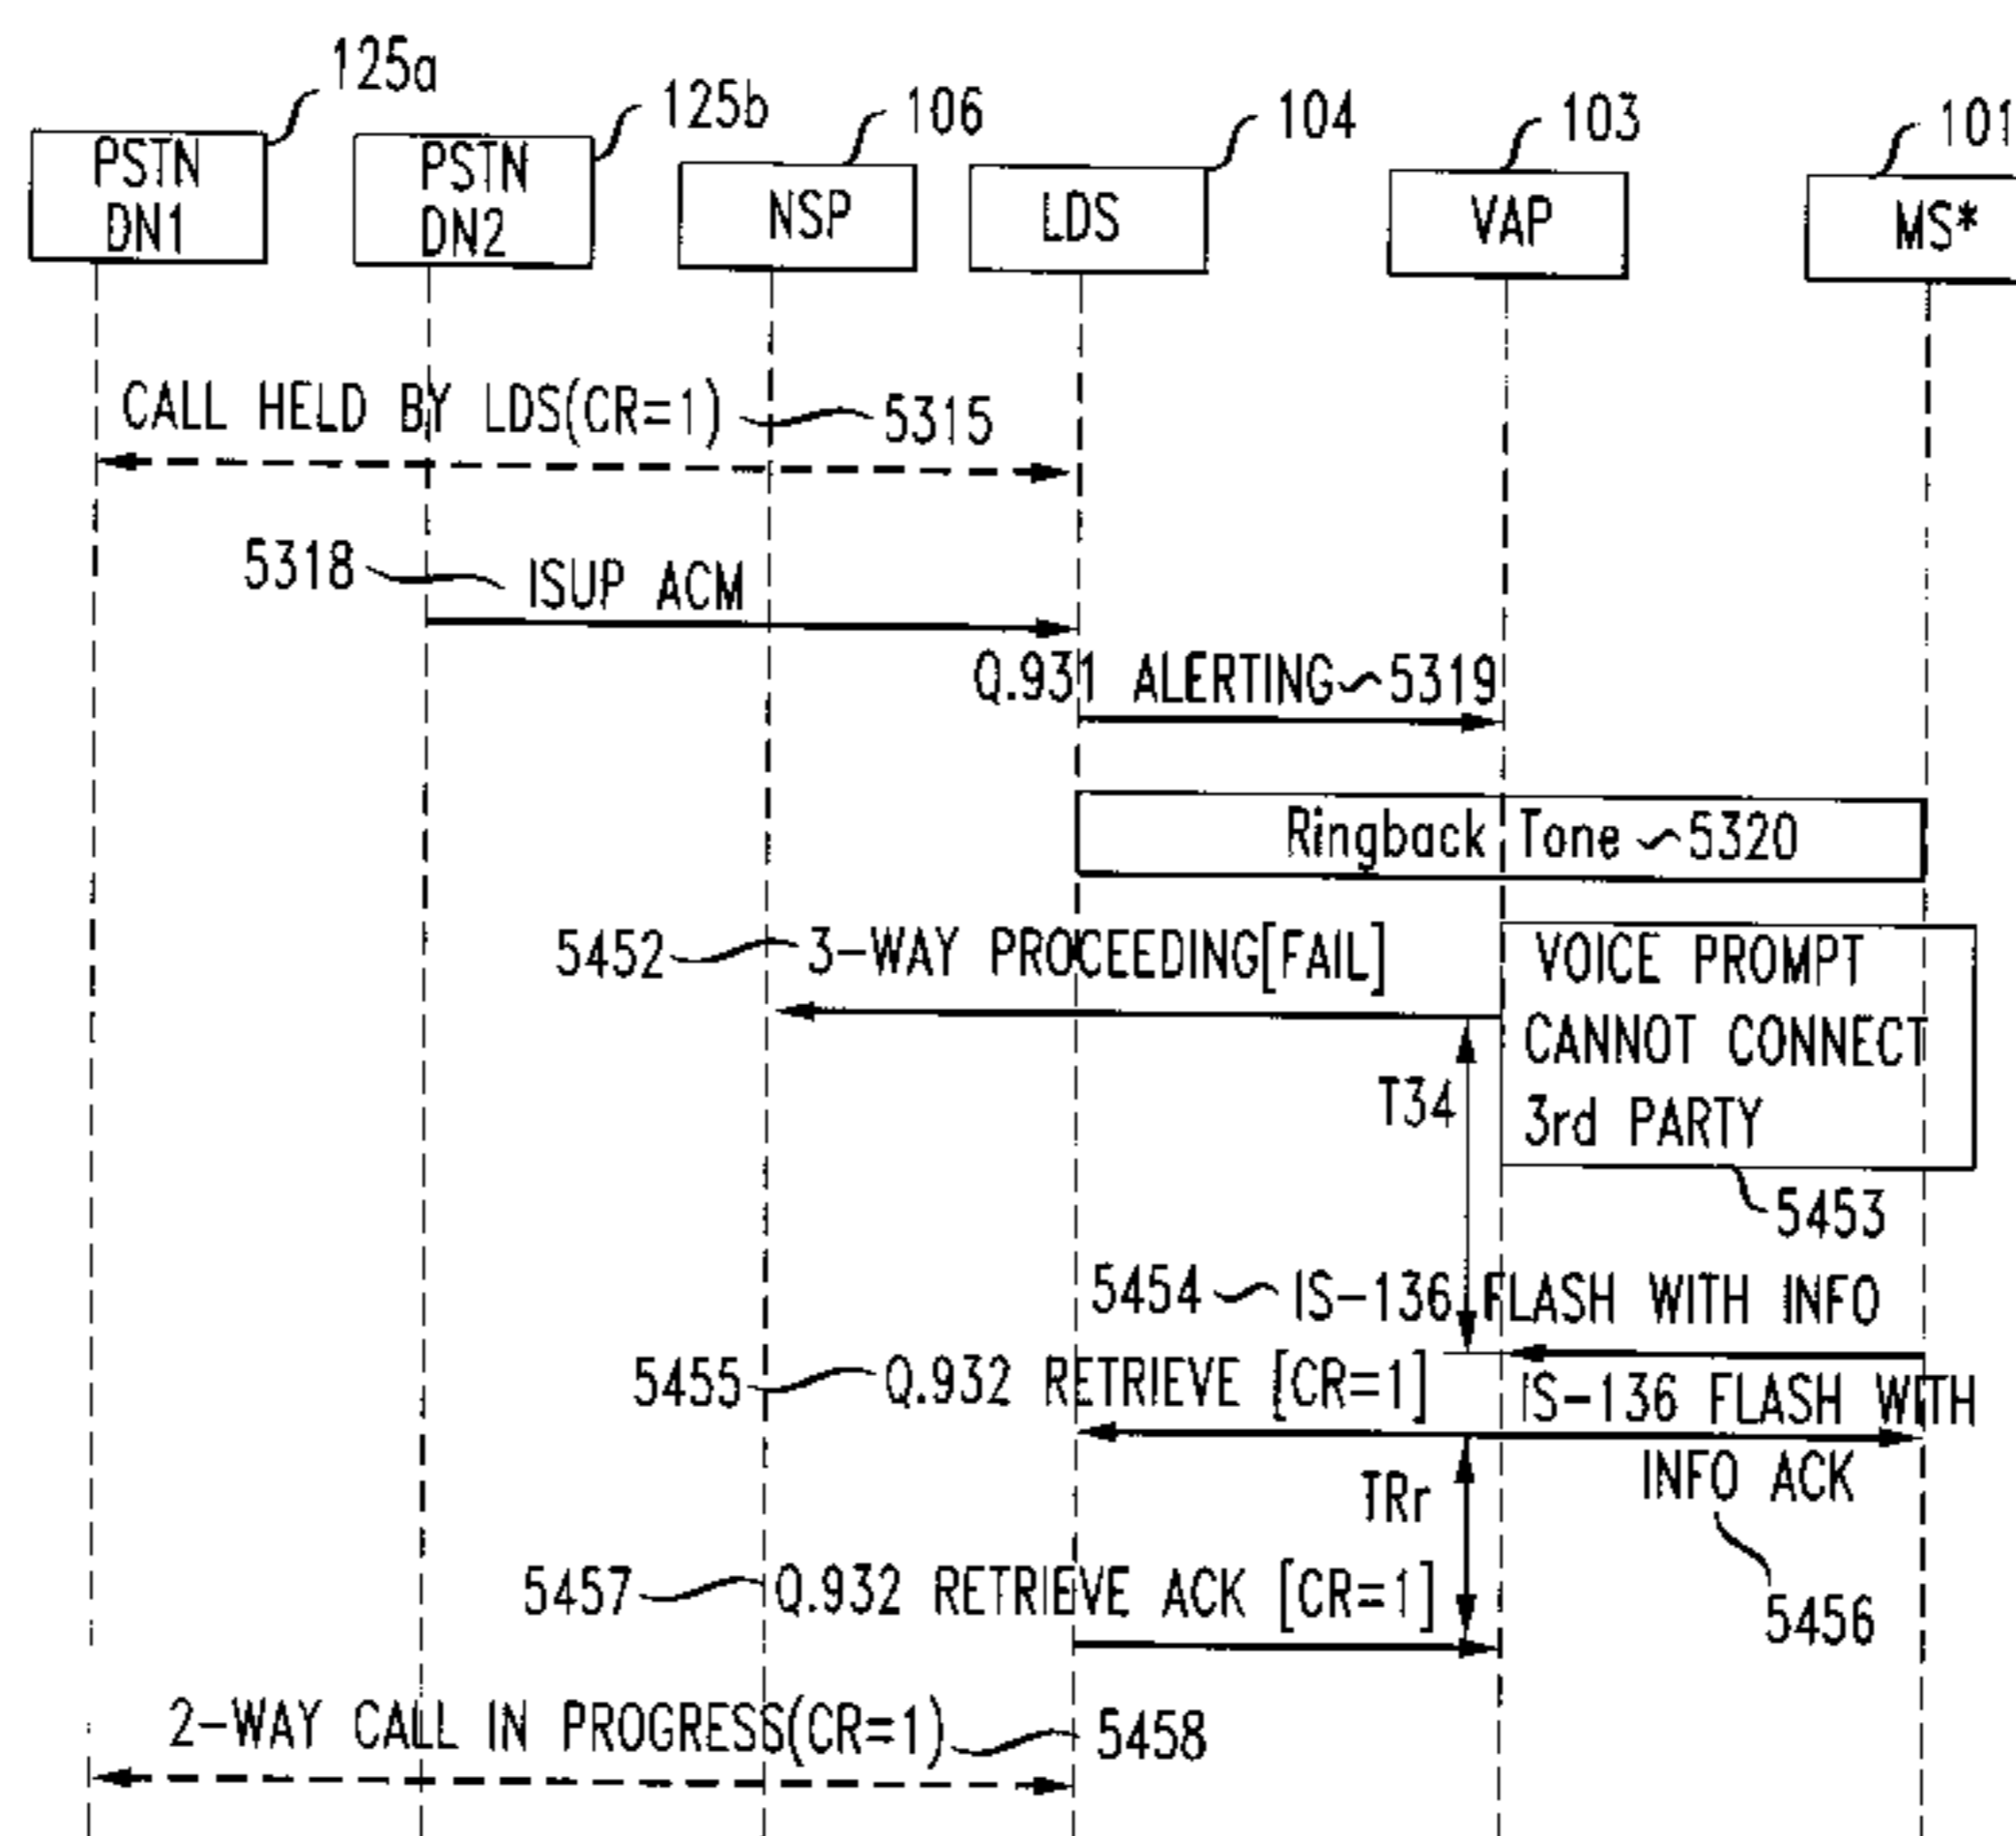 125a
125b
106
104
103
101
PSTN
DN1
PSTN
DN2
NSP
LDS
VAP
MS*
CALL HELD BY LDS(CR=1) 5315
5318 ISUP ACM
Q.931 ALERTING 5319
Ringback Tone 5320
5452 3-WAY PROCEEDING[FAIL]
VOICE PROMPT
CANNOT CONNECT
3rd PARTY
T34
5453
5454 IS-136 FLASH WITH INFO
5455 Q.932 RETRIEVE [CR=1]
IS-136 FLASH WITH
INFO ACK
TRr
5457 Q.932 RETRIEVE ACK [CR=1]
5456
2-WAY CALL IN PROGRESS(CR=1) 5458